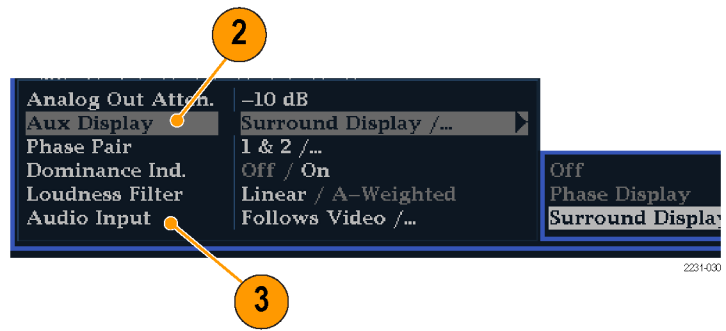 2
Analog Out Atten. –10 dB
Aux Display Surround Display /...
Phase Pair 1 & 2 /...
Dominance Ind. Off / On
Loudness Filter Linear / A–Weighted
Audio Input Follows Video /...
Off
Phase Display
Surround Display
2231-030
3